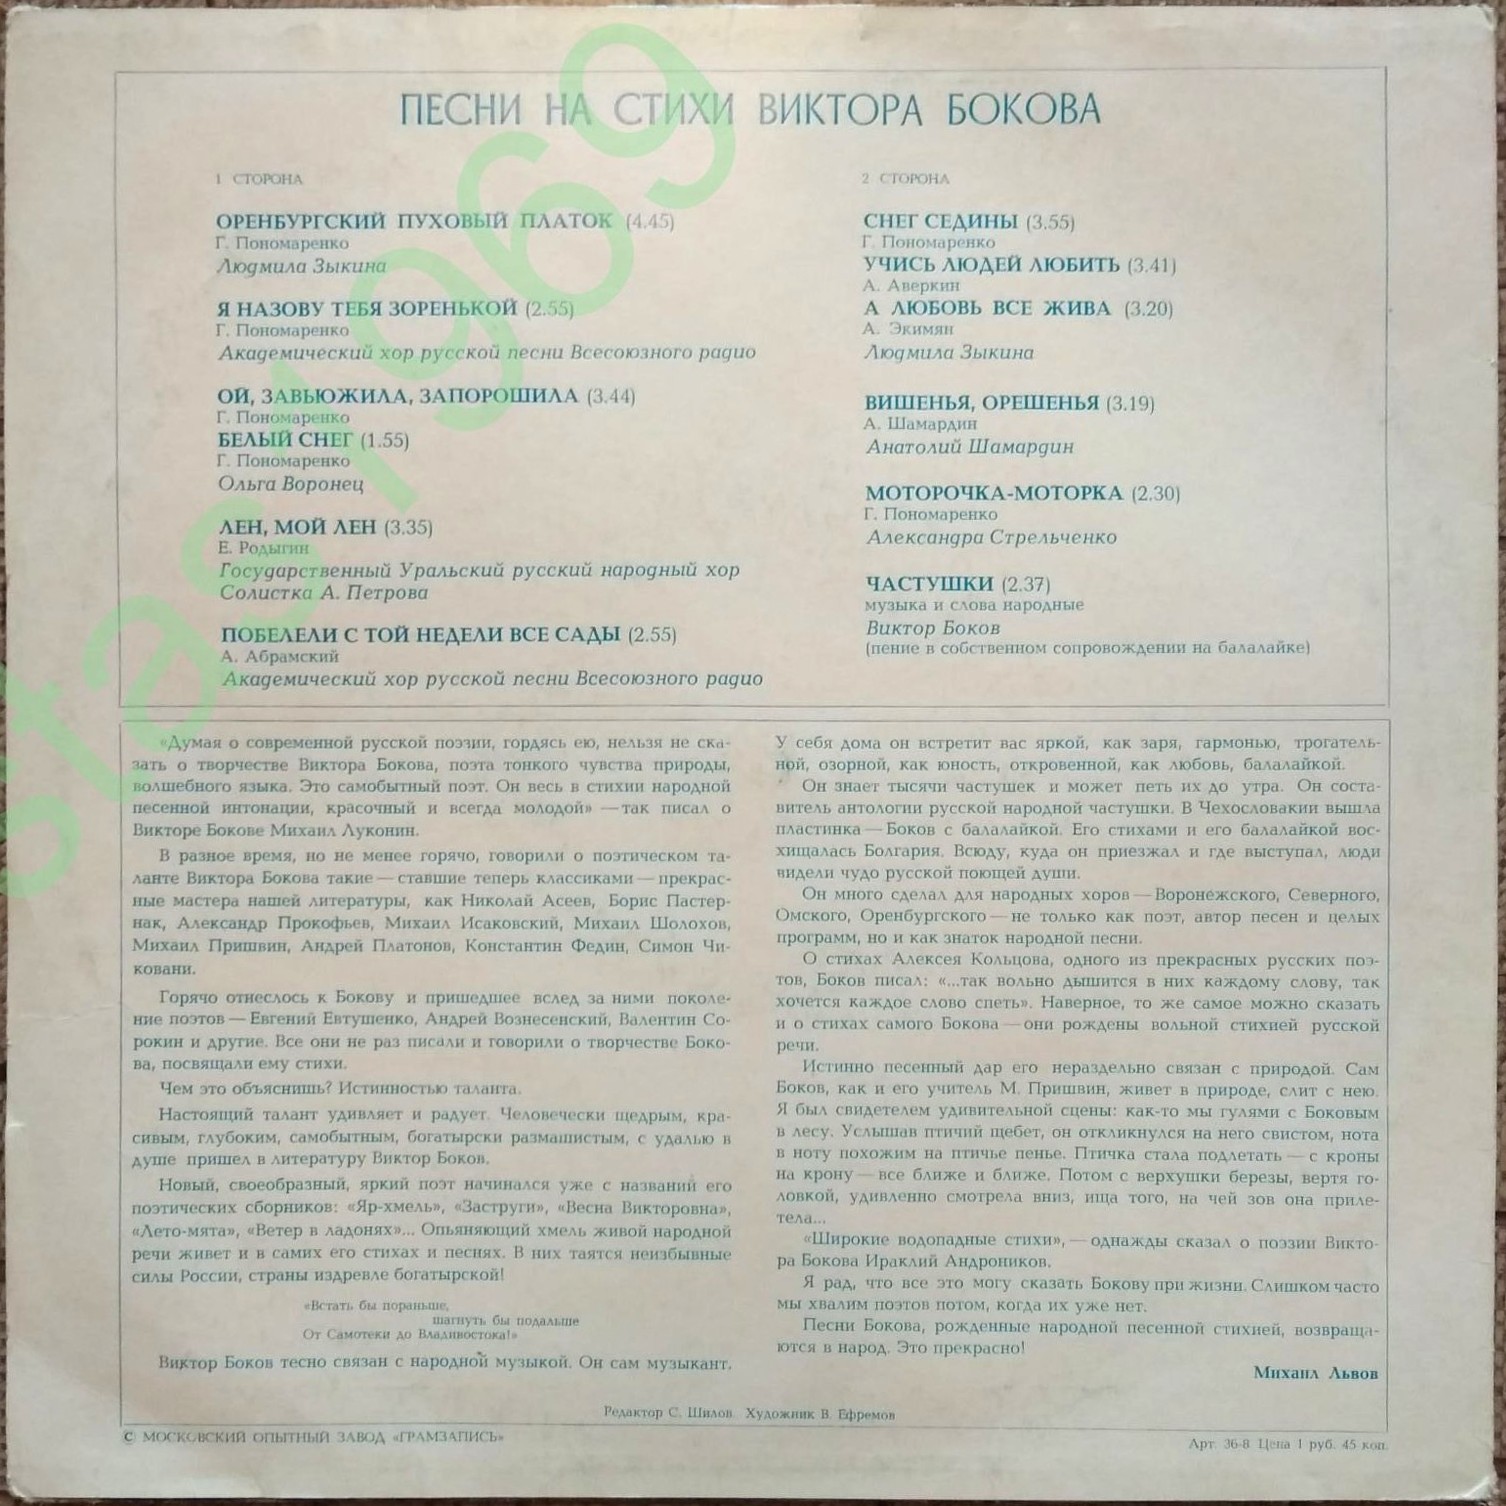 ПЕСНИ НА СТИХИ ВИКТОРА БОКОВА
1 СТОРОНА
ОРЕНБУРГСКИЙ ПУХОВЫЙ ПЛАТОК (4.45)
Г. Пономаренко
Людмила Зыкина
Я НАЗОВУ ТЕБЯ ЗОРЕНЬКОЙ (2.55)
Г. Пономаренко
Академический хор русской песни Всесоюзного радио
ОЙ, ЗАВЬЮЖИЛА, ЗАПОРОШИЛА (3.44)
Г. Пономаренко
БЕЛЫЙ СНЕГ (1.55)
Г. Пономаренко
Ольга Воронец
ЛЕН, МОЙ ЛЕН (3.35)
Е. Родыгин
Государственный Уральский русский народный хор
Солистка А. Петрова
ПОБЕЛЕЛИ С ТОЙ НЕДЕЛИ ВСЕ САДЫ (2.55)
А. Абрамский
Академический хор русской песни Всесоюзного радио
2 СТОРОНА
СНЕГ СЕДИНЫ (3.55)
Г. Пономаренко
УЧИСЬ ЛЮДЕЙ ЛЮБИТЬ (3.41)
А. Аверкин
А ЛЮБОВЬ ВСЕ ЖИВА (3.20)
А. Экимян
Людмила Зыкина
ВИШЕНЬЯ, ОРЕШЕНЬЯ (3.19)
А. Шамардин
Анатолий Шамардин
МОТОРОЧКА-МОТОРКА (2.30)
Г. Пономаренко
Александра Стрельченко
ЧАСТУШКИ (2.37)
музыка и слова народные
Виктор Боков
(пение в собственном сопровождении на балалайке)
«Думая о современной русской поэзии, гордясь ею, нельзя не ска-
зать о творчестве Виктора Бокова, поэта тонкого чувства природы,
волшебного языка. Это самобытный поэт. Он весь в стихии народной
песенной интонации, красочный и всегда молодой» — так писал о
Викторе Бокове Михаил Луконин.
В разное время, но не менее горячо, говорили о поэтическом та-
ланте Виктора Бокова такие — ставшие теперь классиками — прекрас-
ные мастера нашей литературы, как Николай Асеев, Борис Пастер-
нак, Александр Прокофьев, Михаил Исаковский, Михаил Шолохов,
Михаил Пришвин, Андрей Платонов, Константин Федин, Симон Чи-
ковани.
Горячо отнеслось к Бокову и пришедшее вслед за ними поколе-
ние поэтов — Евгений Евтушенко, Андрей Вознесенский, Валентин Со-
рокин и другие. Все они не раз писали и говорили о творчестве Боко-
ва, посвящали ему стихи.
Чем это объяснишь? Истинностью таланта.
Настоящий талант удивляет и радует. Человечески щедрым, кра-
сивым, глубоким, самобытным, богатырски размашистым, с удалью в
душе пришел в литературу Виктор Боков.
Новый, своеобразный, яркий поэт начинался уже с названий его
поэтических сборников: «Яр-хмель», «Заструги», «Весна Викторовна»,
«Лето-мята», «Ветер в ладонях»... Опьяняющий хмель живой народной
речи живет и в самих его стихах и песнях. В них таятся неизбывные
силы России, страны издревле богатырской!
«Встать бы пораньше,
шагнуть бы подальше
От Самотеки до Владивостока!»
Виктор Боков тесно связан с народной музыкой. Он сам музыкант.
У себя дома он встретит вас яркой, как заря, гармонью, трогатель-
ной, озорной, как юность, откровенной, как любовь, балалайкой.
Он знает тысячи частушек и может петь их до утра. Он соста-
витель антологии русской народной частушки. В Чехословакии вышла
пластинка — Боков с балалайкой. Его стихами и его балалайкой вос-
хищалась Болгария. Всюду, куда он приезжал и где выступал, люди
видели чудо русской поющей души.
Он много сделал для народных хоров — Воронежского, Северного,
Омского, Оренбургского — не только как поэт, автор песен и целых
программ, но и как знаток народной песни.
О стихах Алексея Кольцова, одного из прекрасных русских поэ-
тов, Боков писал: «...так вольно дышится в них каждому слову, так
хочется каждое слово спеть». Наверное, то же самое можно сказать
и о стихах самого Бокова — они рождены вольной стихией русской
речи.
Истинно песенный дар его нераздельно связан с природой. Сам
Боков, как и его учитель М. Пришвин, живет в природе, слит с нею.
Я был свидетелем удивительной сцены: как-то мы гулями с Боковым
в лесу. Услышав птичий щебет, он откликнулся на него свистом, нота
в ноту похожим на птичье пенье. Птичка стала подлетать — с кроны
на крону — все ближе и ближе. Потом с верхушки березы, вертя го-
ловкой, удивленно смотрела вниз, ища того, на чей зов она приле-
тела...
«Широкие водопадные стихи», — однажды сказал о поэзии Викто-
ра Бокова Ираклий Андроников.
Я рад, что все это могу сказать Бокову при жизни. Слишком часто
мы хвалим поэтов потом, когда их уже нет.
Песни Бокова, рожденные народной песенной стихией, возвраща-
ются в народ. Это прекрасно!
Михаил Львов
Редактор С. Шилов Художник В. Ефремов
© МОСКОВСКИЙ ОПЫТНЫЙ ЗАВОД «ГРАМЗАПИСЬ»
Арт. 36-8 Цена 1 руб. 45 коп.
stas1969